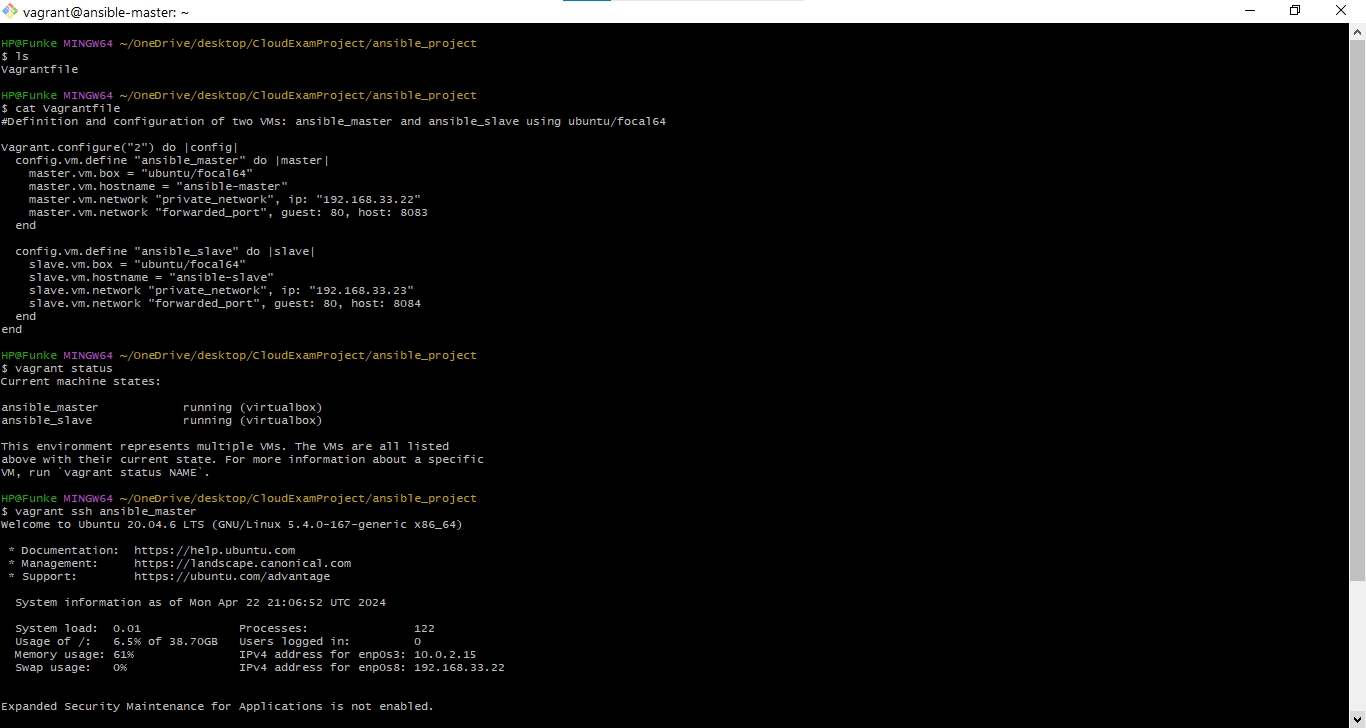 vagrant@ansible-master: ~
HP@Funke MINGW64 ~/OneDrive/desktop/CloudExamProject/ansible_project
$ ls
Vagrantfile
HP@Funke MINGW64 ~/OneDrive/desktop/CloudExamProject/ansible_project
$ cat Vagrantfile
#Definition and configuration of two VMs: ansible_master and ansible_slave using ubuntu/focal64
Vagrant.configure("2") do |config|
  config.vm.define "ansible_master" do |master|
    master.vm.box = "ubuntu/focal64"
    master.vm.hostname = "ansible-master"
    master.vm.network "private_network", ip: "192.168.33.22"
    master.vm.network "forwarded_port", guest: 80, host: 8083
  end
  config.vm.define "ansible_slave" do |slave|
    slave.vm.box = "ubuntu/focal64"
    slave.vm.hostname = "ansible-slave"
    slave.vm.network "private_network", ip: "192.168.33.23"
    slave.vm.network "forwarded_port", guest: 80, host: 8084
  end
end
HP@Funke MINGW64 ~/OneDrive/desktop/CloudExamProject/ansible_project
$ vagrant status
Current machine states:
ansible_master            running (virtualbox)
ansible_slave             running (virtualbox)
This environment represents multiple VMs. The VMs are all listed
above with their current state. For more information about a specific
VM, run `vagrant status NAME`.
HP@Funke MINGW64 ~/OneDrive/desktop/CloudExamProject/ansible_project
$ vagrant ssh ansible_master
Welcome to Ubuntu 20.04.6 LTS (GNU/Linux 5.4.0-167-generic x86_64)
 * Documentation:  https://help.ubuntu.com
 * Management:     https://landscape.canonical.com
 * Support:        https://ubuntu.com/advantage
  System information as of Mon Apr 22 21:06:52 UTC 2024
  System load:  0.01              Processes:               122
  Usage of /:   6.5% of 38.70GB   Users logged in:         0
  Memory usage: 61%               IPv4 address for enp0s3: 10.0.2.15
  Swap usage:   0%                IPv4 address for enp0s8: 192.168.33.22
Expanded Security Maintenance for Applications is not enabled.